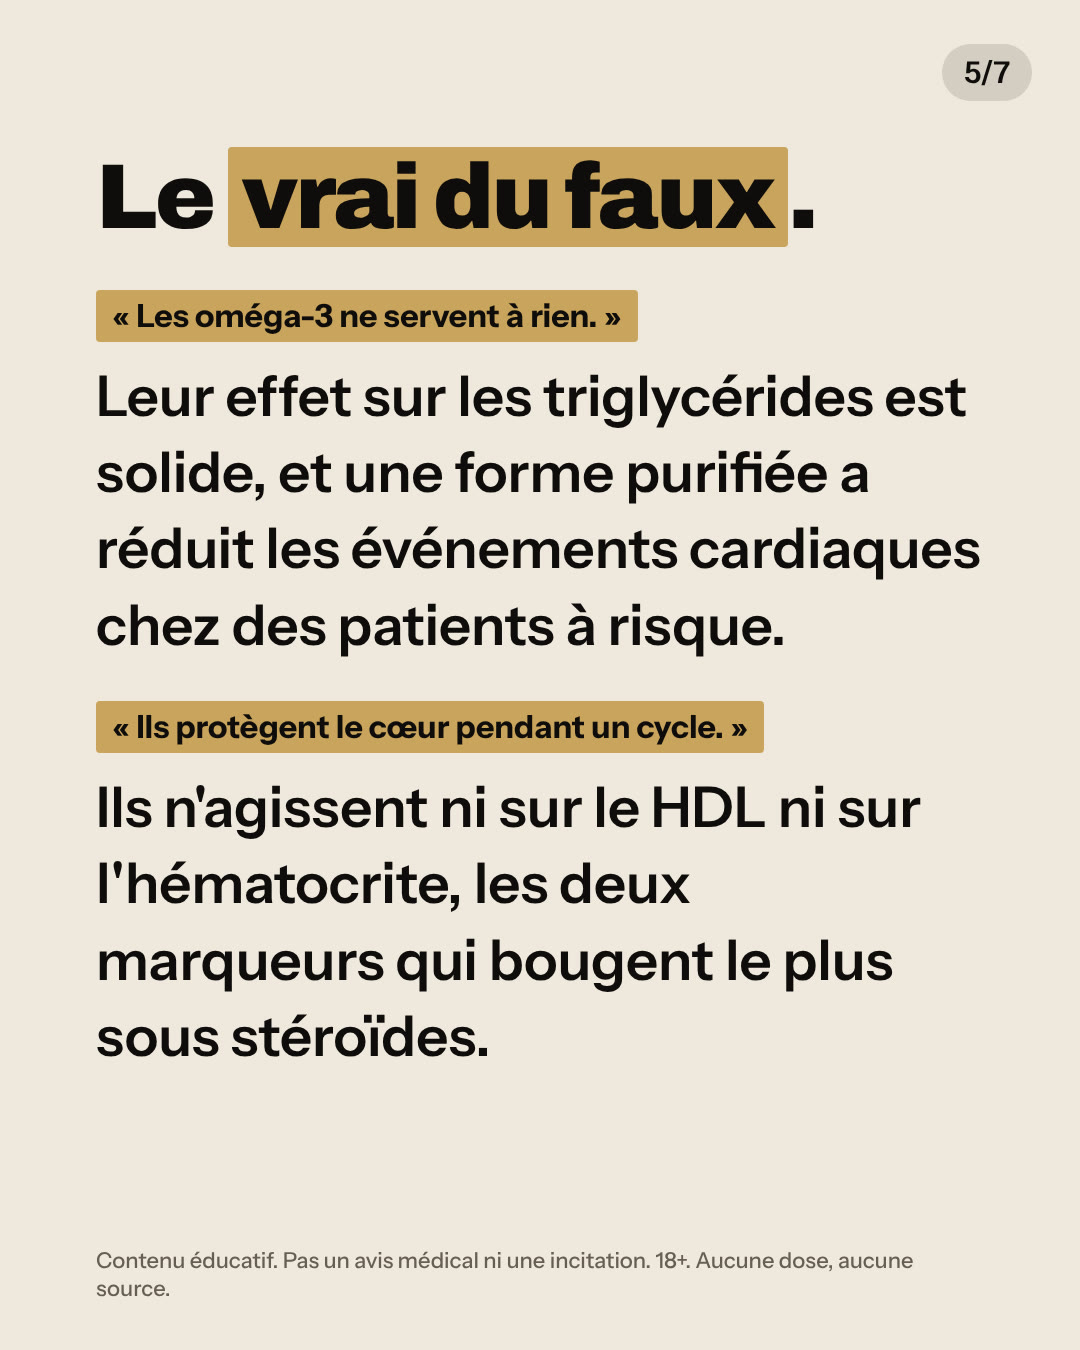 5/7
Le vrai du faux.
« Les oméga-3 ne servent à rien. »
Leur effet sur les triglycérides est
solide, et une forme purifiée a
réduit les événements cardiaques
chez des patients à risque.
« Ils protègent le cœur pendant un cycle. »
Ils n'agissent ni sur le HDL ni sur
l'hématocrite, les deux
marqueurs qui bougent le plus
sous stéroïdes.
Contenu éducatif. Pas un avis médical ni une incitation. 18+. Aucune dose, aucune
source.